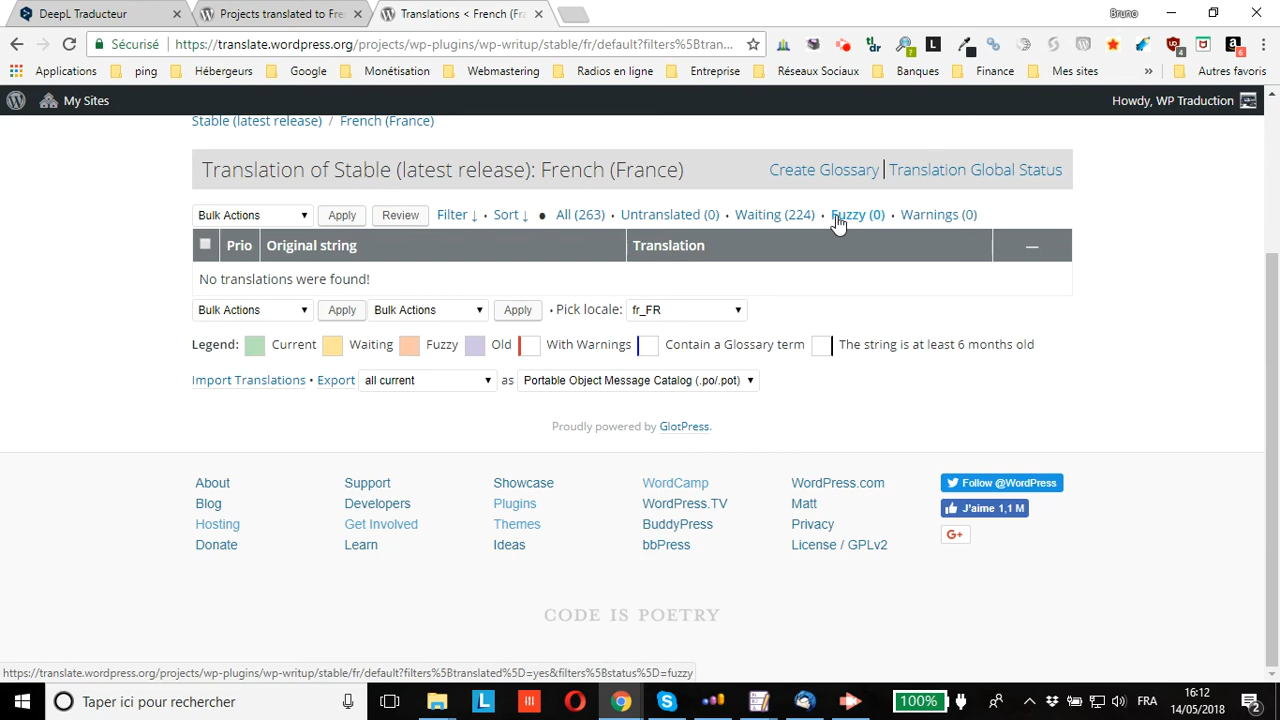 DeepL Traducteur
Projects translated to Fre
Translations < French (Fra
Bruno
Sécurisé
https://translate.wordpress.org/projects/wp-plugins/wp-writup/stable/fr/default?filters%5Btran...
Applications
ping
Hébergeurs
Google
Monétisation
Webmastering
Radios en ligne
Entreprise
Réseaux Sociaux
Banques
Finance
Mes sites
»
Autres favoris
My Sites
Howdy, WP Traduction
Stable (latest release) / French (France)
Translation of Stable (latest release): French (France)
Create Glossary | Translation Global Status
Bulk Actions Apply Review Filter ↓ • Sort ↓ ● All (263) • Untranslated (0) • Waiting (224) • Fuzzy (0) • Warnings (0)
Prio Original string Translation —
No translations were found!
Bulk Actions Apply Bulk Actions Apply • Pick locale: fr_FR
Legend: Current Waiting Fuzzy Old With Warnings Contain a Glossary term The string is at least 6 months old
Import Translations • Export all current as Portable Object Message Catalog (.po/.pot)
Proudly powered by GlotPress.
About Support Showcase WordCamp WordPress.com Follow @WordPress
Blog Developers Plugins WordPress.TV Matt J'aime 1,1 M
Hosting Get Involved Themes BuddyPress Privacy G+
Donate Learn Ideas bbPress License / GPLv2
CODE IS POETRY
https://translate.wordpress.org/projects/wp-plugins/wp-writup/stable/fr/default?filters%5Btranslated%5D=yes&filters%5Bstatus%5D=fuzzy
Taper ici pour rechercher
100%
FRA
16:12
14/05/2018